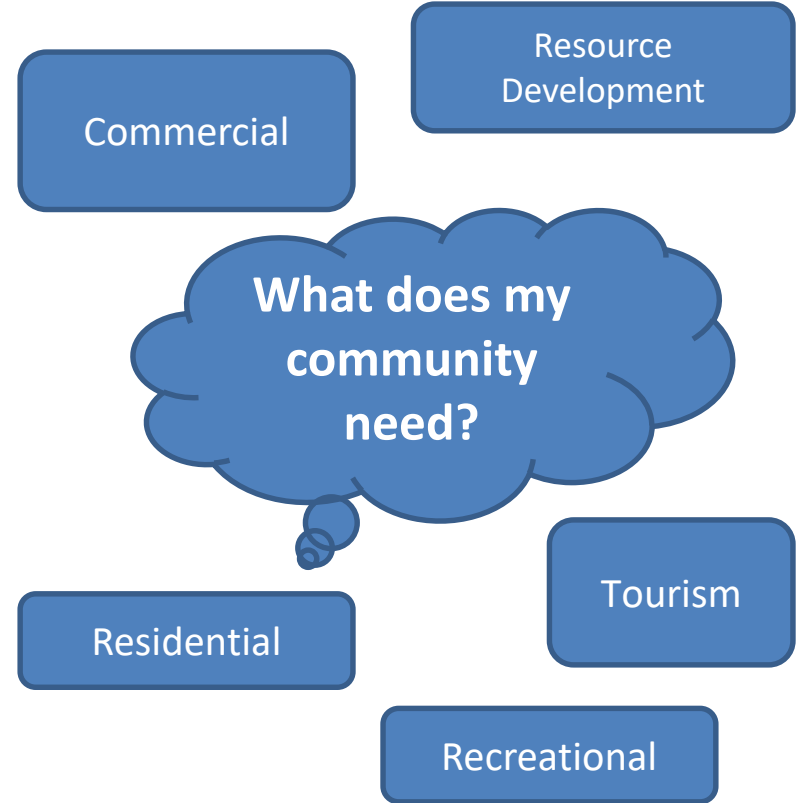 Resource
Development
Commercial
What does my
community
need?
Tourism
Residential
Recreational